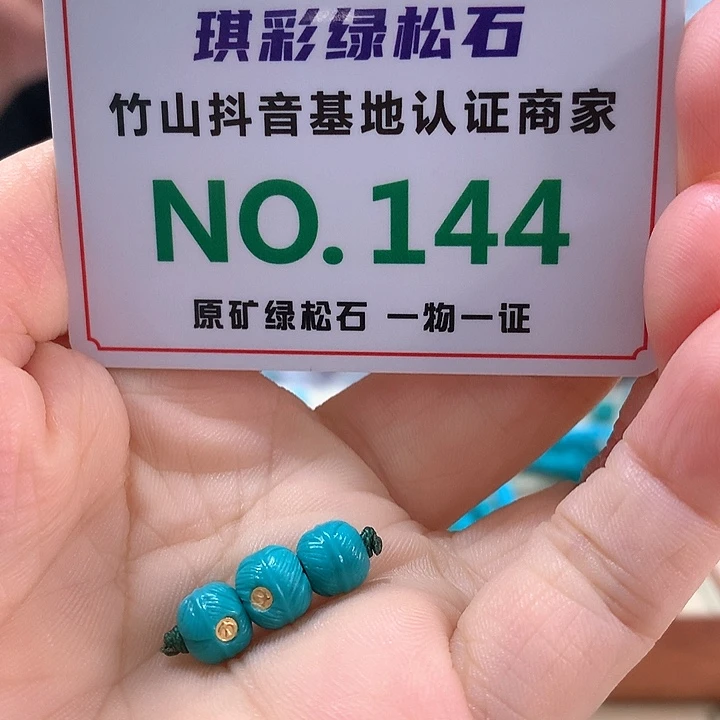 琪彩绿松石
竹山抖音基地认证商家
NO.144
原矿绿松石 一物一证